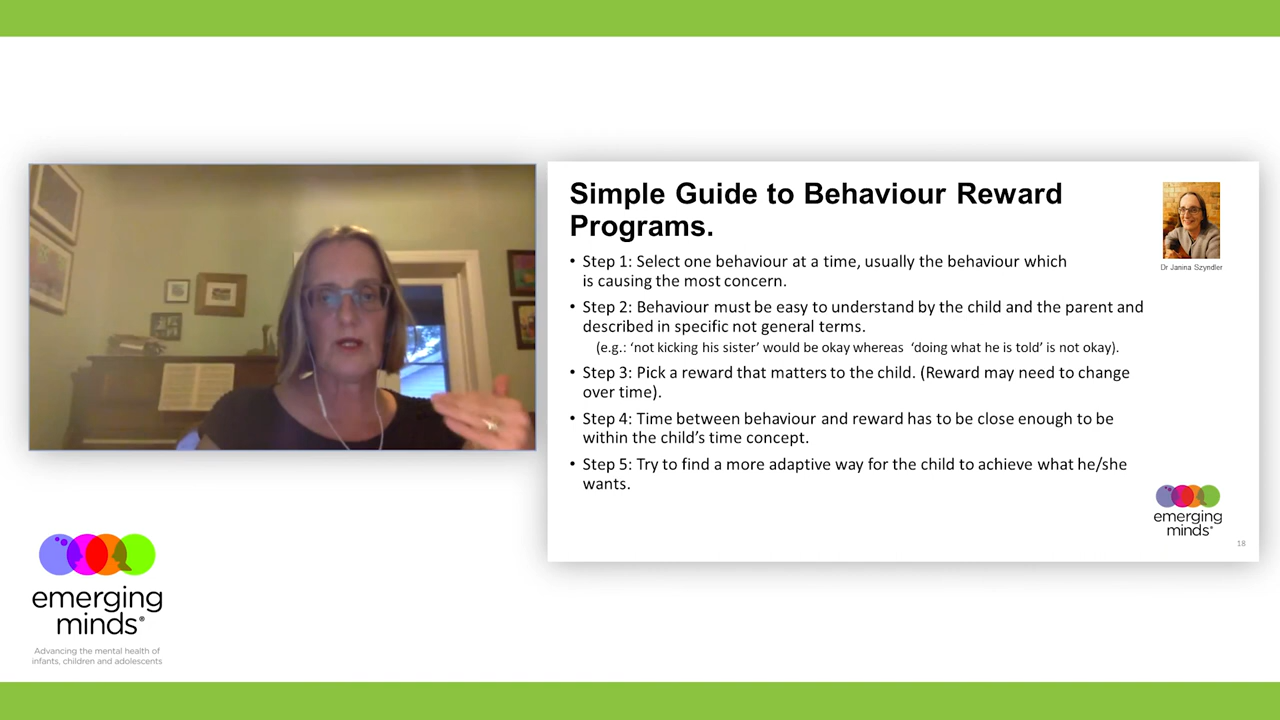 Simple Guide to Behaviour Reward
Programs.
Dr Janina Szyndler
• Step 1: Select one behaviour at a time, usually the behaviour which
is causing the most concern.
• Step 2: Behaviour must be easy to understand by the child and the parent and
described in specific not general terms.
(e.g.: ‘not kicking his sister’ would be okay whereas ‘doing what he is told’ is not okay).
• Step 3: Pick a reward that matters to the child. (Reward may need to change
over time).
• Step 4: Time between behaviour and reward has to be close enough to be
within the child’s time concept.
• Step 5: Try to find a more adaptive way for the child to achieve what he/she
wants.
emerging
minds®
18
emerging
minds®
Advancing the mental health of
infants, children and adolescents